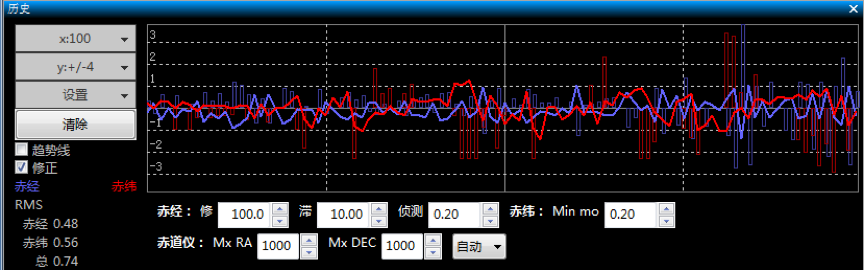 历史
x:100
y:+/-4
设置
清除
趋势线
修正
赤经 赤纬
RMS
赤经 0.48
赤纬 0.56
总 0.74
3
2
1
-1
-2
-3
赤经： 修 100.0 滞 10.00 侦测 0.20 赤纬： Min mo 0.20
赤道仪： Mx RA 1000 Mx DEC 1000 自动